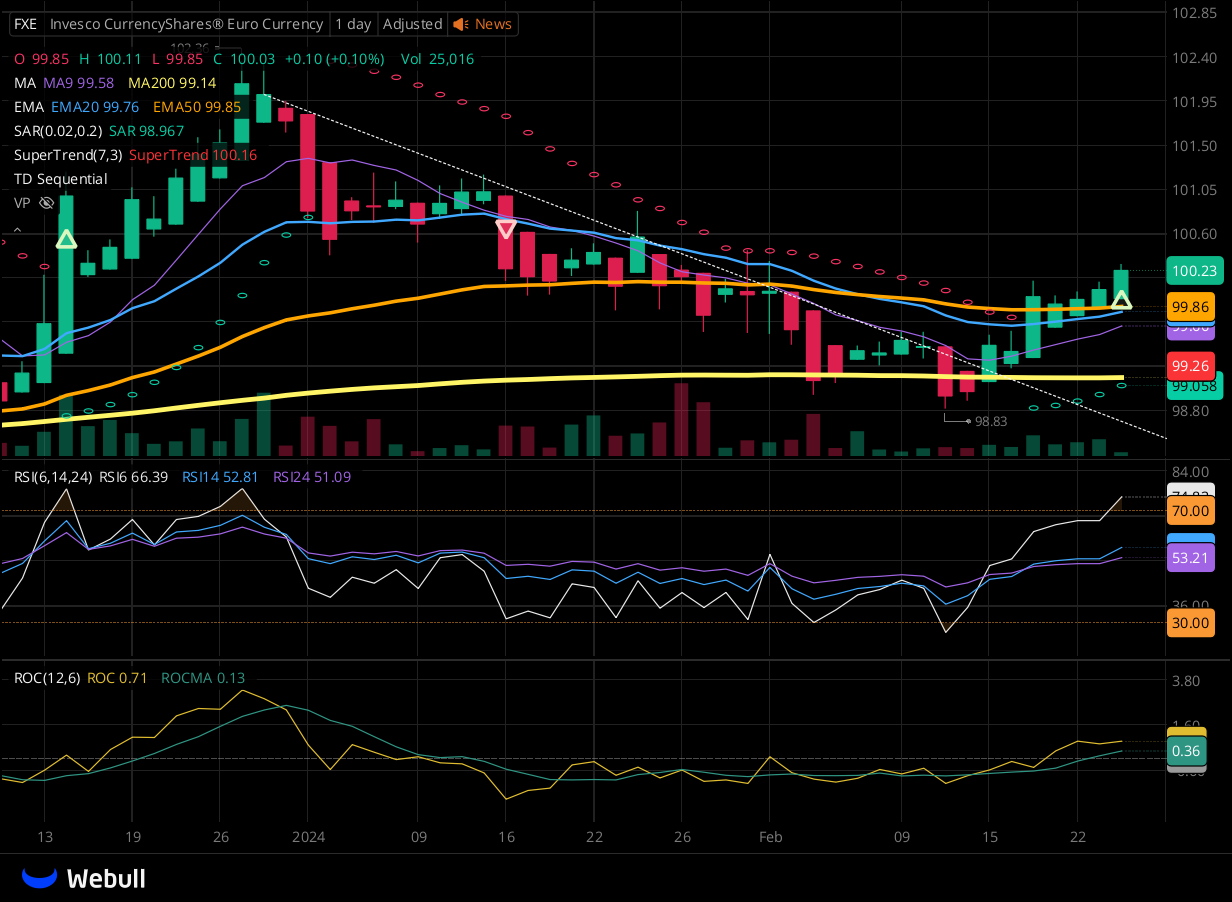 FXE Invesco CurrencyShares® Euro Currency 1 day Adjusted News
102.85
O 99.85 H 100.11 L 99.85 C 100.03 +0.10 (+0.10%) Vol 25,016
102.40
MA MA9 99.58 MA200 99.14
EMA EMA20 99.76 EMA50 99.85
101.95
SAR(0.02,0.2) SAR 98.967
101.50
SuperTrend(7,3) SuperTrend 100.16
TD Sequential
101.05
VP
100.60
100.23
99.86
99.26
99.058
98.80
98.83
RSI(6,14,24) RSI6 66.39 RSI14 52.81 RSI24 51.09
84.00
70.00
53.21
36.00
30.00
ROC(12,6) ROC 0.71 ROCMA 0.13
3.80
1.60
0.36
13 19 26 2024 09 16 22 26 Feb 09 15 22
Webull